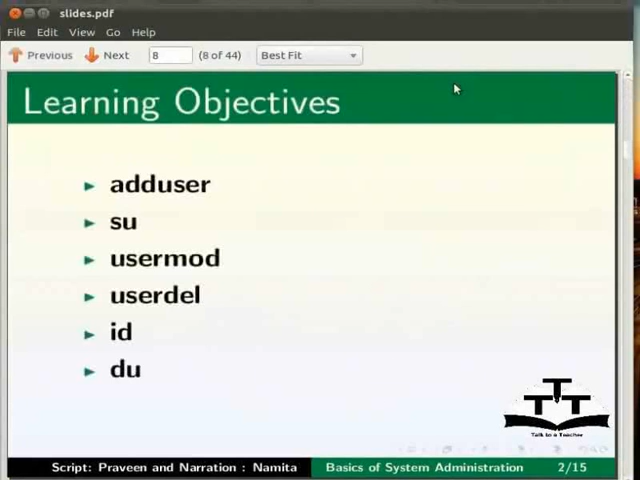 slides.pdf
File Edit View Go Help
Previous Next 8 (8 of 44) Best Fit
Learning Objectives
adduser
su
usermod
userdel
id
du
TTT
Talk to a Teacher
Script: Praveen and Narration : Namita Basics of System Administration 2/15